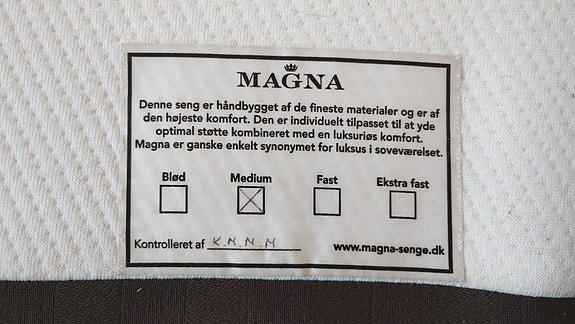 MAGNA
Denne seng er håndbygget af de fineste materialer og er af
den højeste komfort. Den er individuelt tilpasset til at yde
optimal støtte kombineret med en luksuriøs komfort.
Magna er ganske enkelt synonymet for luksus i soveværelset.
Blød Medium Fast Ekstra fast
Kontrolleret af K.M.M.M www.magna-senge.dk